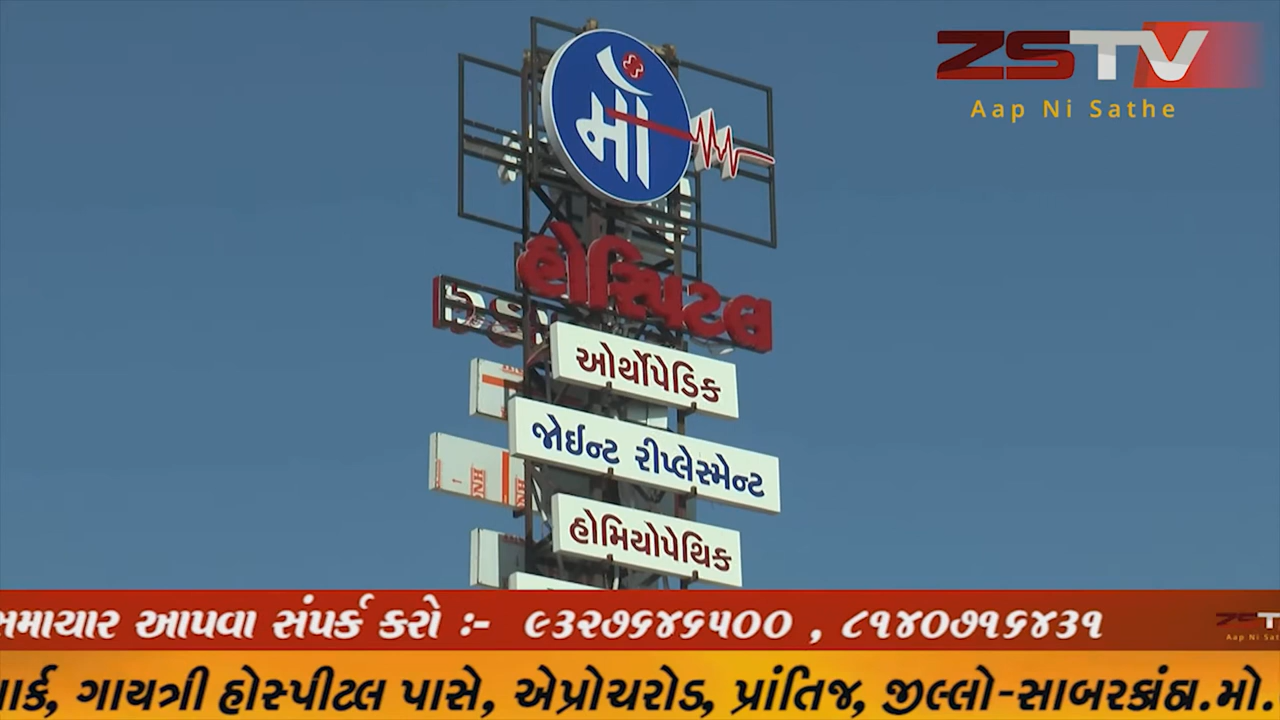 ZSTV
Aap Ni Sathe
માઁ
હોસ્પિટલ
ઓર્થોપેડિક
જોઈન્ટ રીપ્લેસ્મેન્ટ
હોમિયોપેથિક
સમાચાર આપવા સંપર્ક કરો :- ૯૩૨૭૬૪૬૫૦૦ , ૮૧૪૦૭૧૬૪૩૧
ગાયત્રી હોસ્પીટલ પાસે, એપ્રોચરોડ, પ્રાંતિજ, જીલ્લો-સાબરકાંઠા.મો.